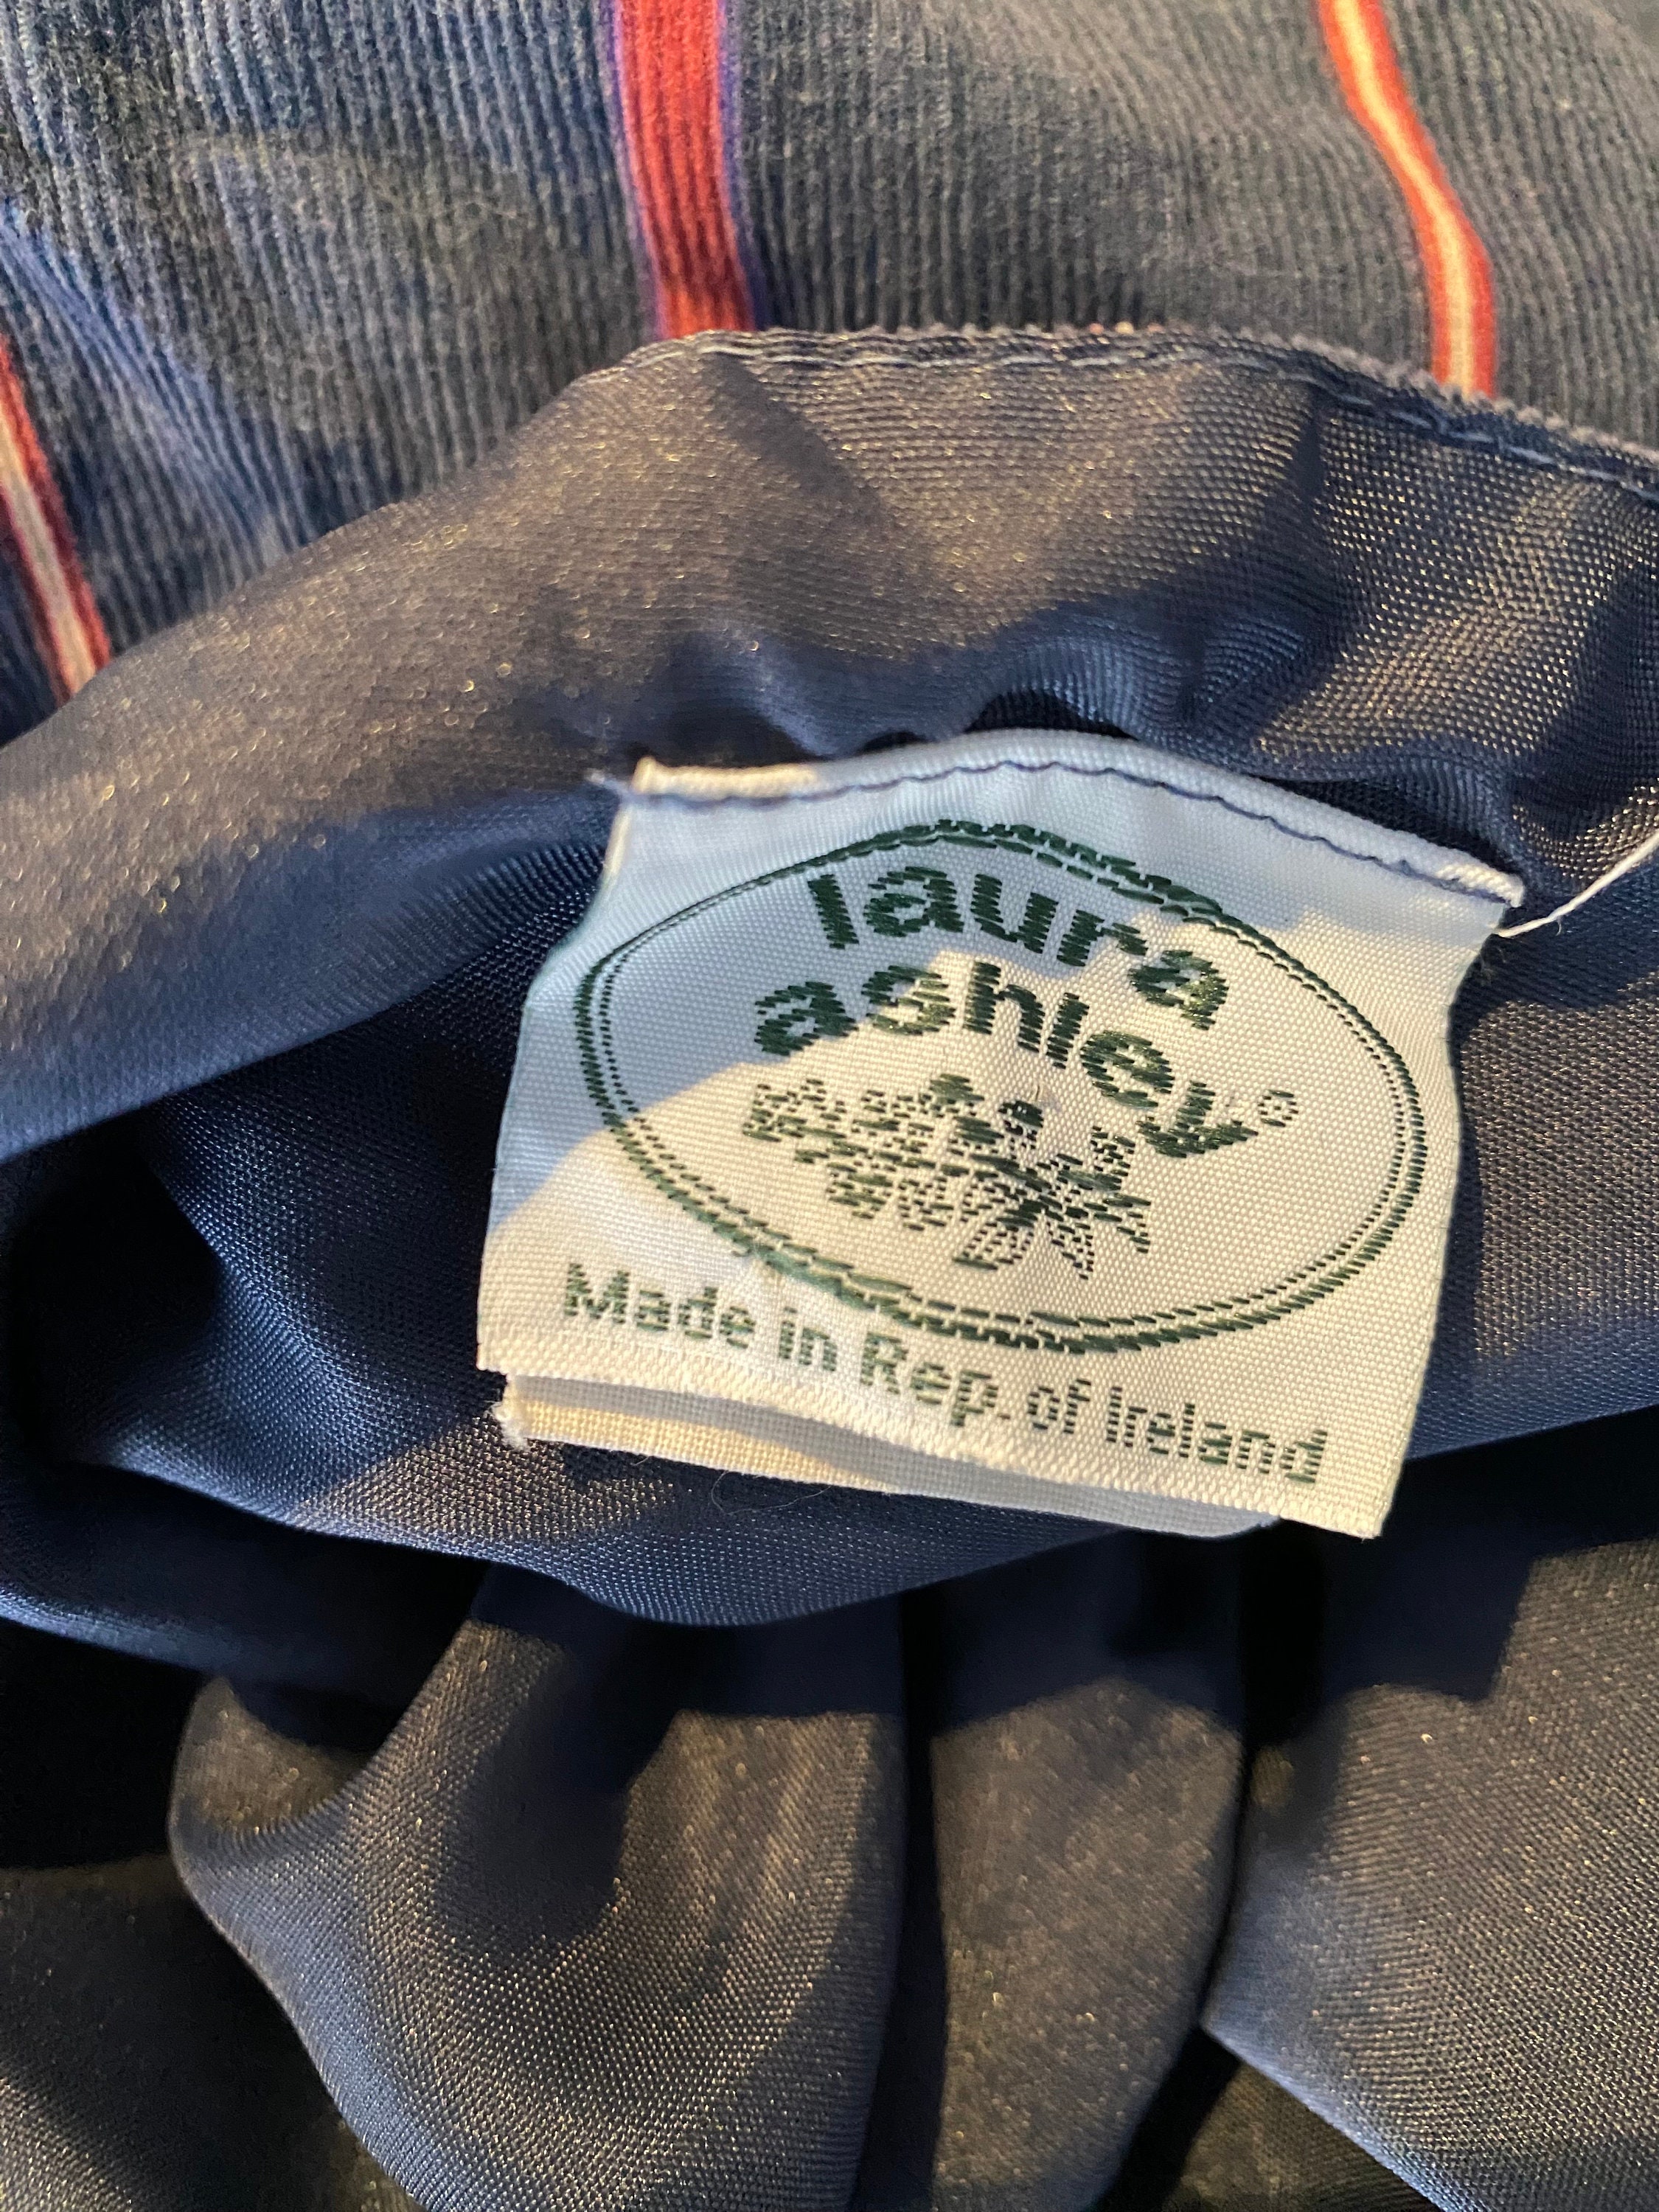 laura
ashley®
Made in Rep. of Ireland